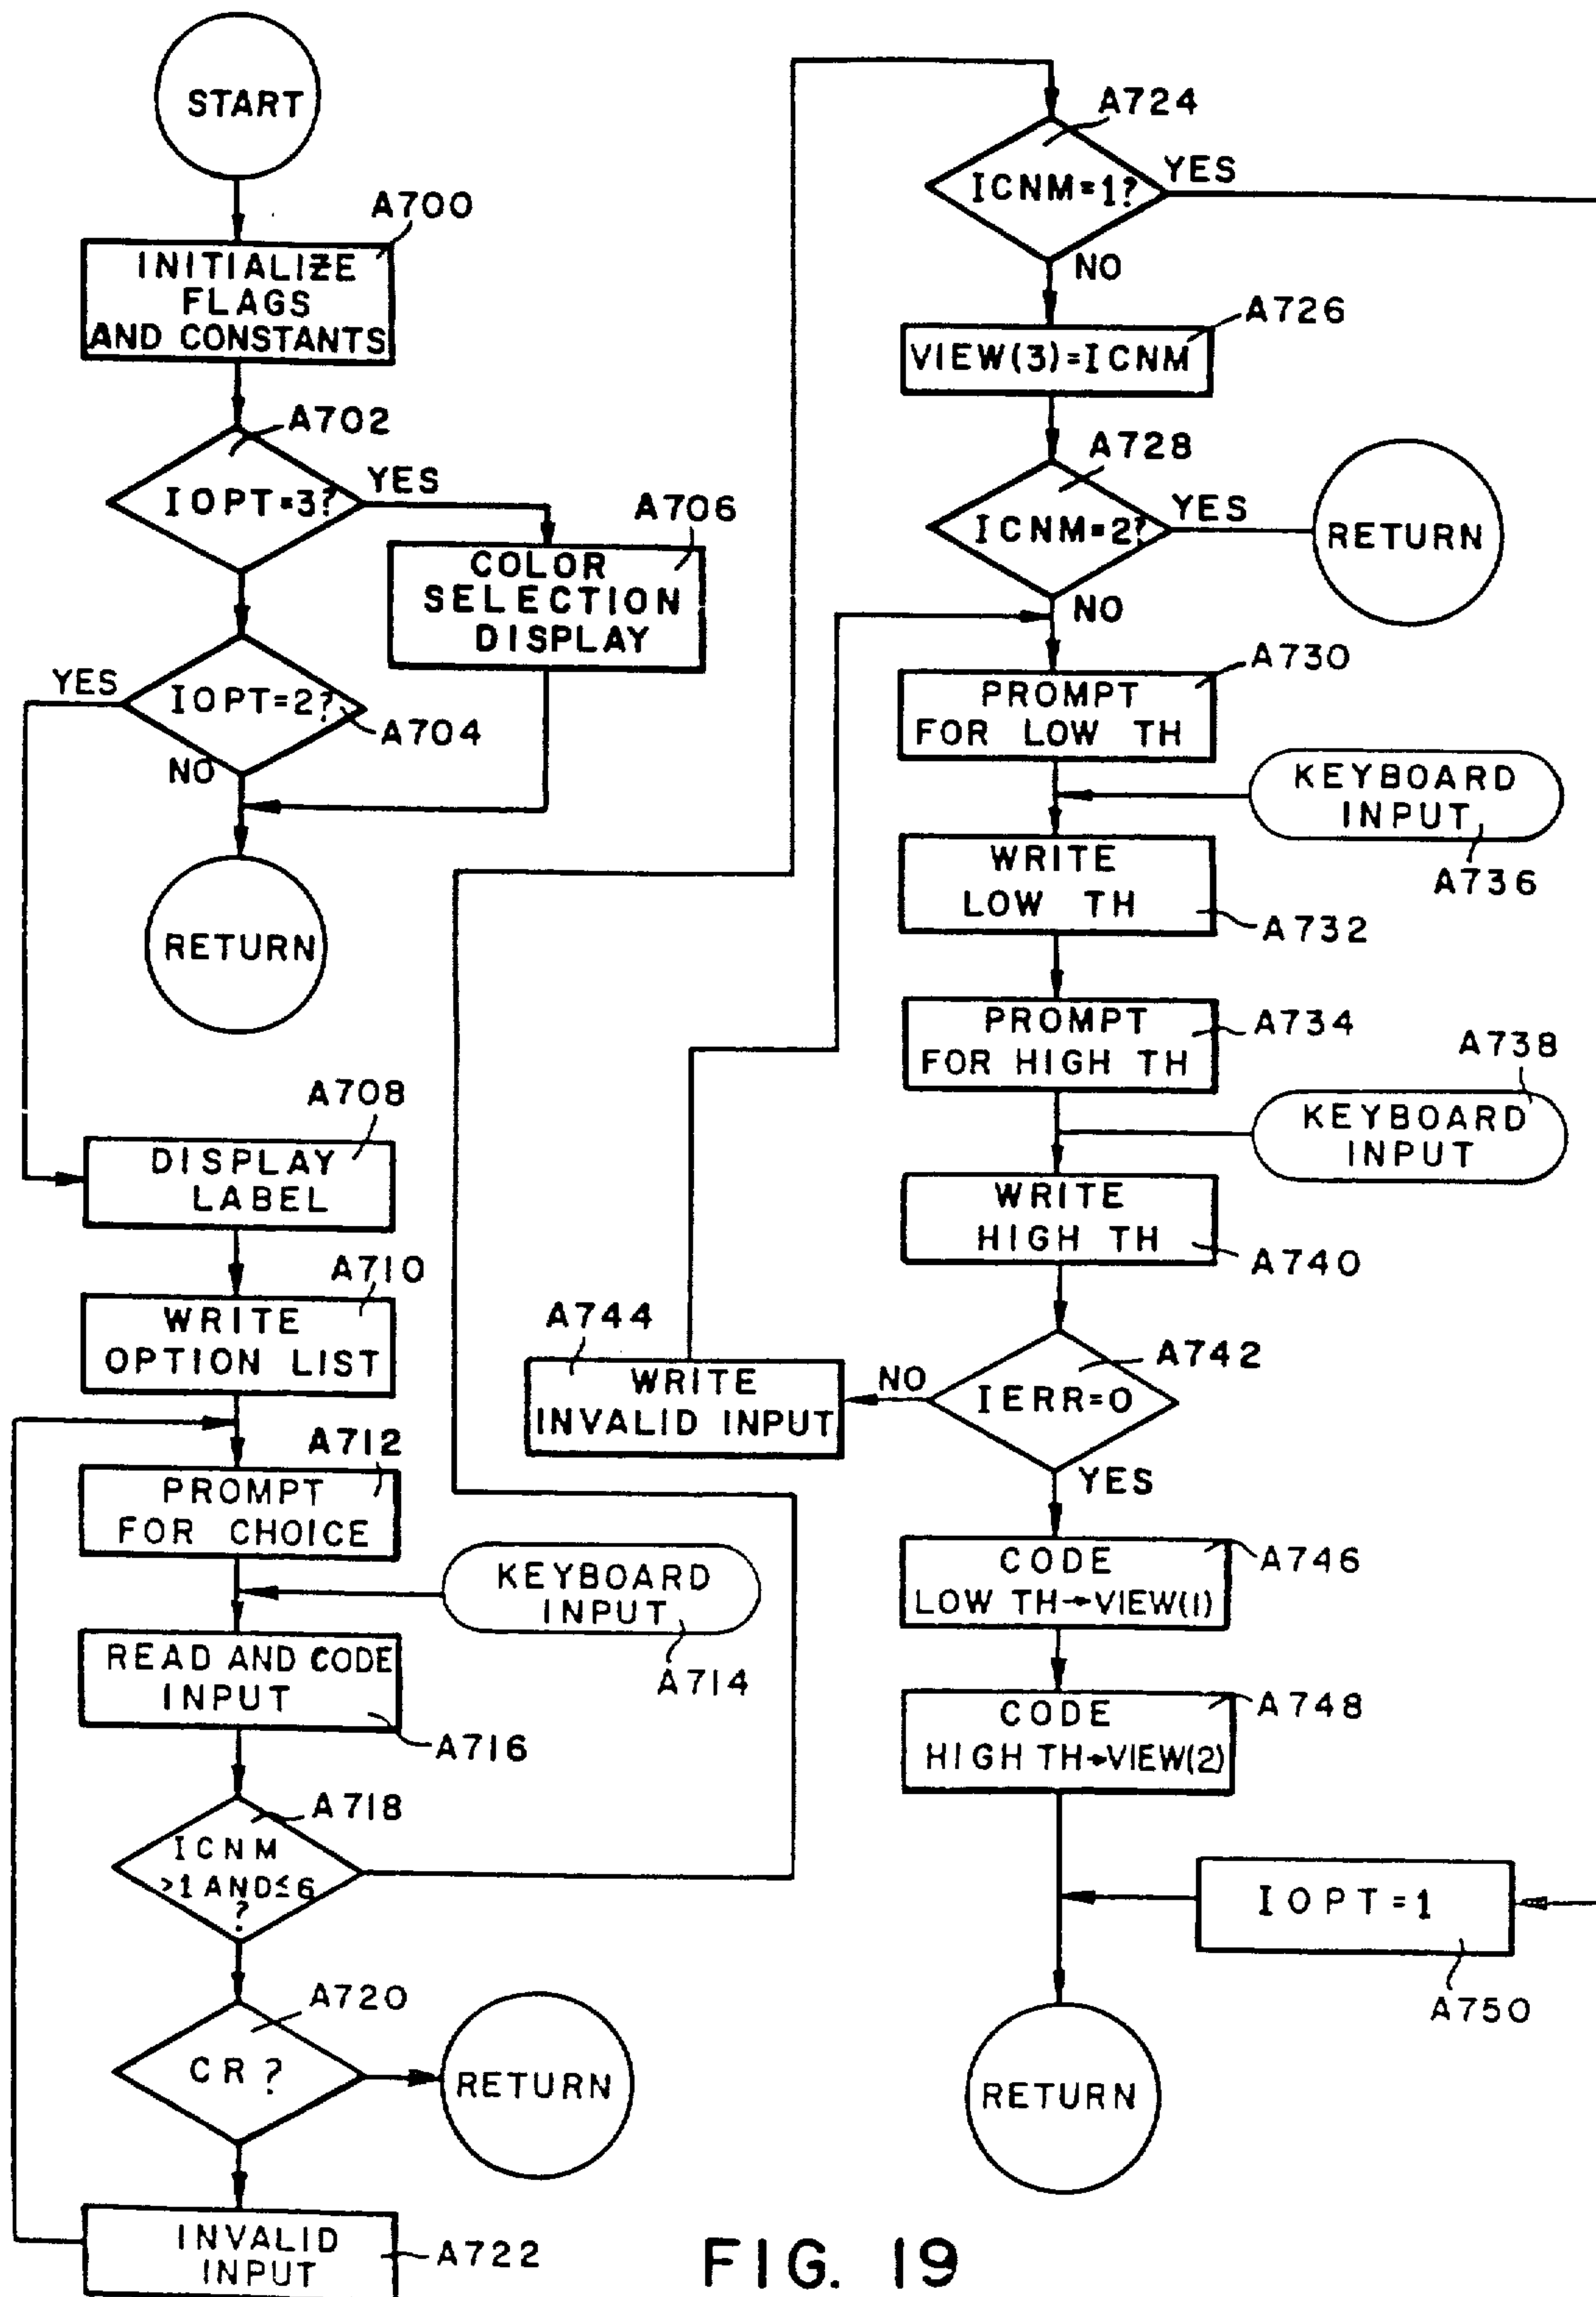 START
A700
INITIALIZE
FLAGS
AND CONSTANTS
A702
IOPT=3?
YES
A706
COLOR
SELECTION
DISPLAY
YES
IOPT=2?
A704
NO
RETURN
A708
DISPLAY
LABEL
A710
WRITE
OPTION LIST
A712
PROMPT
FOR CHOICE
KEYBOARD
INPUT
A714
READ AND CODE
INPUT
A716
A718
ICNM
>1 AND≤6
?
A720
CR?
RETURN
INVALID
INPUT
A722
A724
ICNM=1?
YES
NO
A726
VIEW(3)=ICNM
A728
ICNM=2?
YES
RETURN
NO
A730
PROMPT
FOR LOW TH
KEYBOARD
INPUT
A736
WRITE
LOW TH
A732
PROMPT
FOR HIGH TH
A734
A738
KEYBOARD
INPUT
WRITE
HIGH TH
A740
A744
WRITE
INVALID INPUT
NO
A742
IERR=0
YES
CODE
LOW TH→VIEW(1)
A746
CODE
HIGH TH→VIEW(2)
A748
IOPT=1
A750
RETURN
FIG. 19